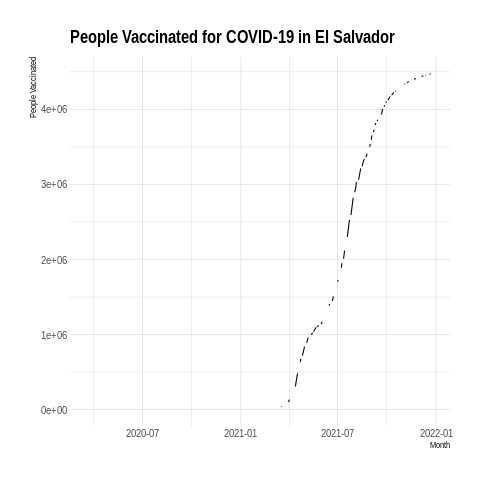 People Vaccinated for COVID-19 in El Salvador
People Vaccinated
4e+06
3e+06
2e+06
1e+06
0e+00
2020-07 2021-01 2021-07 2022-01
Month